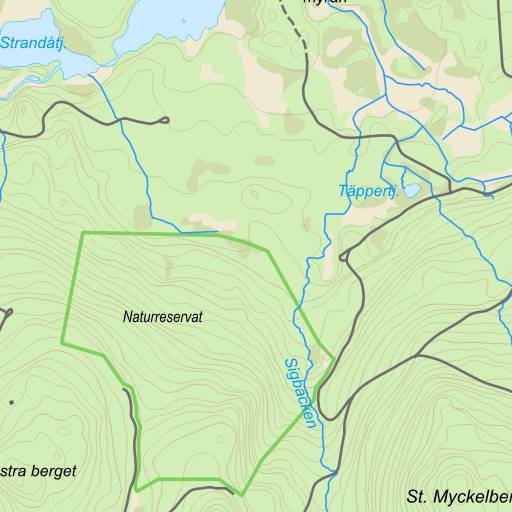 Strandåtj.
Täppertj.
Naturreservat
Sigbäcken
stra berget
St. Myckelber